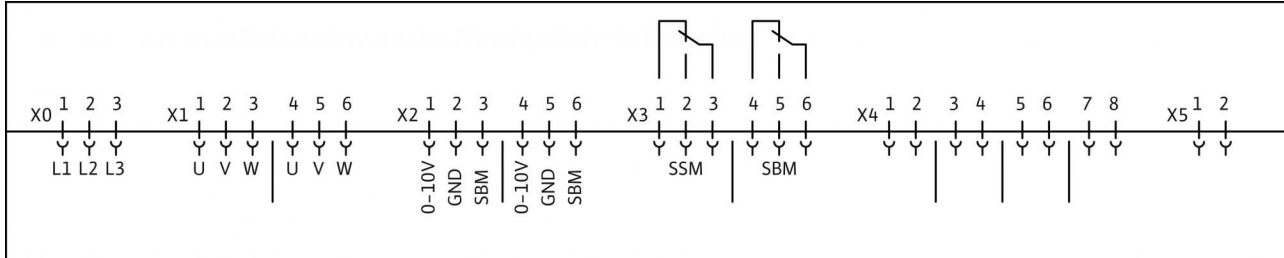 X0 1 2 3 X1 1 2 3 4 5 6 X2 1 2 3 4 5 6 X3 1 2 3 4 5 6 X4 1 2 3 4 5 6 7 8 X5 1 2
L1 L2 L3 U V W U V W 0-10V GND SBM 0-10V GND SBM SSM SBM